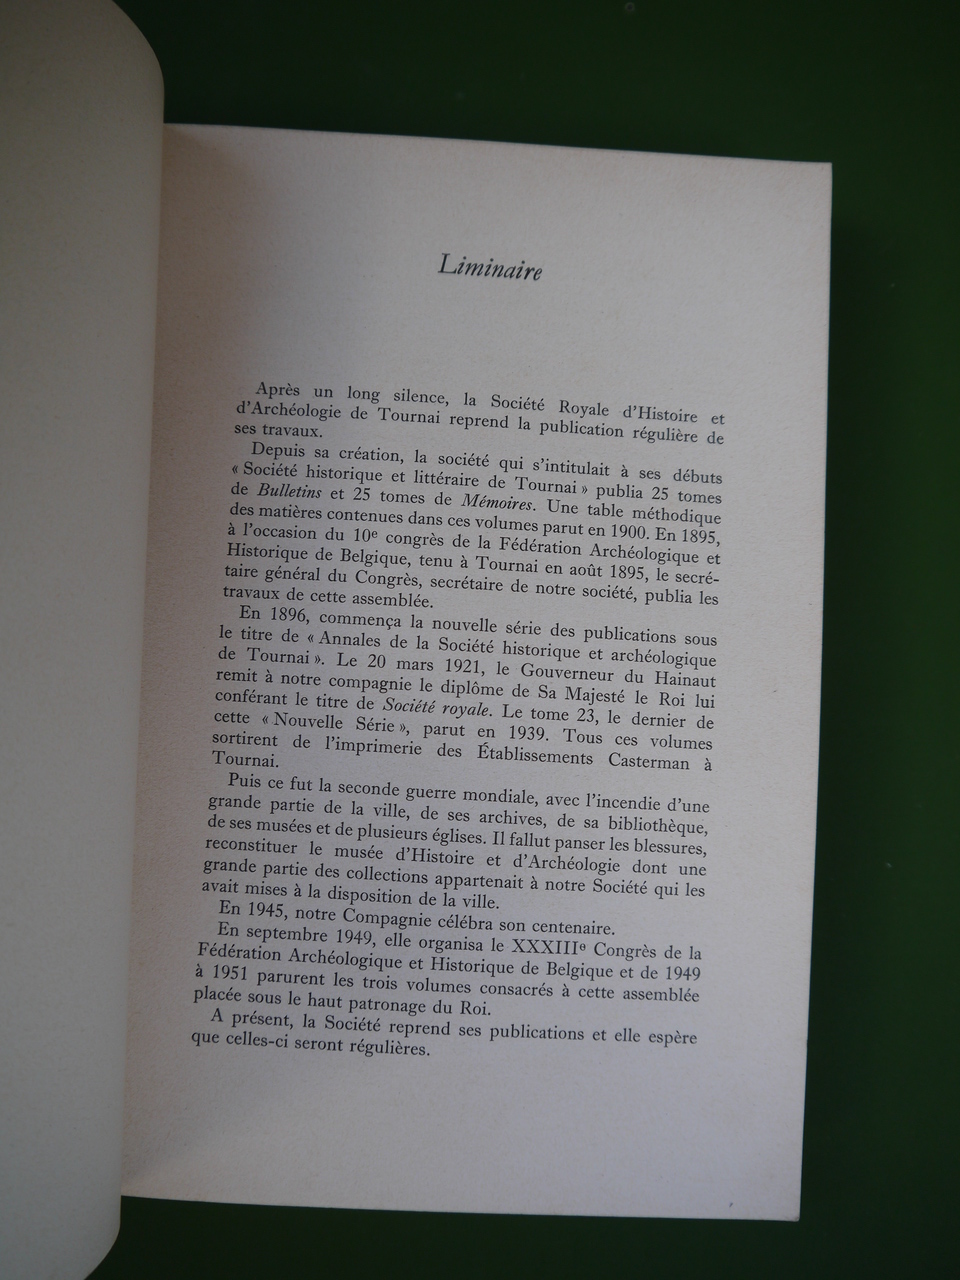 Liminaire
Après un long silence, la Société Royale d'Histoire et
d'Archéologie de Tournai reprend la publication régulière de
ses travaux.
Depuis sa création, la société qui s'intitulait à ses débuts
« Société historique et littéraire de Tournai » publia 25 tomes
de Bulletins et 25 tomes de Mémoires. Une table méthodique
des matières contenues dans ces volumes parut en 1900. En 1895,
à l'occasion du 10e congrès de la Fédération Archéologique et
Historique de Belgique, tenu à Tournai en août 1895, le secré-
taire général du Congrès, secrétaire de notre société, publia les
travaux de cette assemblée.
En 1896, commença la nouvelle série des publications sous
le titre de « Annales de la Société historique et archéologique
de Tournai ». Le 20 mars 1921, le Gouverneur du Hainaut
remit à notre compagnie le diplôme de Sa Majesté le Roi lui
conférant le titre de Société royale. Le tome 23, le dernier de
cette « Nouvelle Série », parut en 1939. Tous ces volumes
sortirent de l'imprimerie des Établissements Casterman à
Tournai.
Puis ce fut la seconde guerre mondiale, avec l'incendie d'une
grande partie de la ville, de ses archives, de sa bibliothèque,
de ses musées et de plusieurs églises. Il fallut panser les blessures,
reconstituer le musée d'Histoire et d'Archéologie dont une
grande partie des collections appartenait à notre Société qui les
avait mises à la disposition de la ville.
En 1945, notre Compagnie célébra son centenaire.
En septembre 1949, elle organisa le XXXIIIe Congrès de la
Fédération Archéologique et Historique de Belgique et de 1949
à 1951 parurent les trois volumes consacrés à cette assemblée
placée sous le haut patronage du Roi.
A présent, la Société reprend ses publications et elle espère
que celles-ci seront régulières.